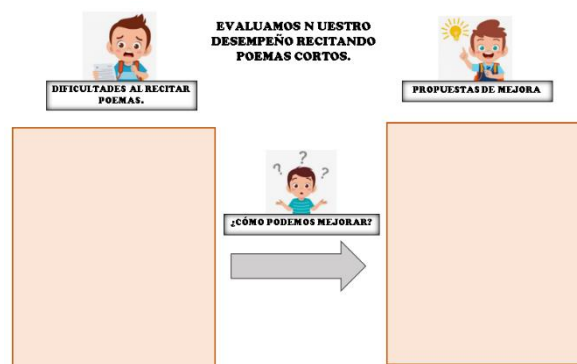 EVALUAMOS N UESTRO
DESEMPEÑO RECITANDO
POEMAS CORTOS.
DIFICULTADES AL RECITAR
POEMAS.
PROPUESTAS DE MEJORA
? ? ?
¿CÓMO PODEMOS MEJORAR?